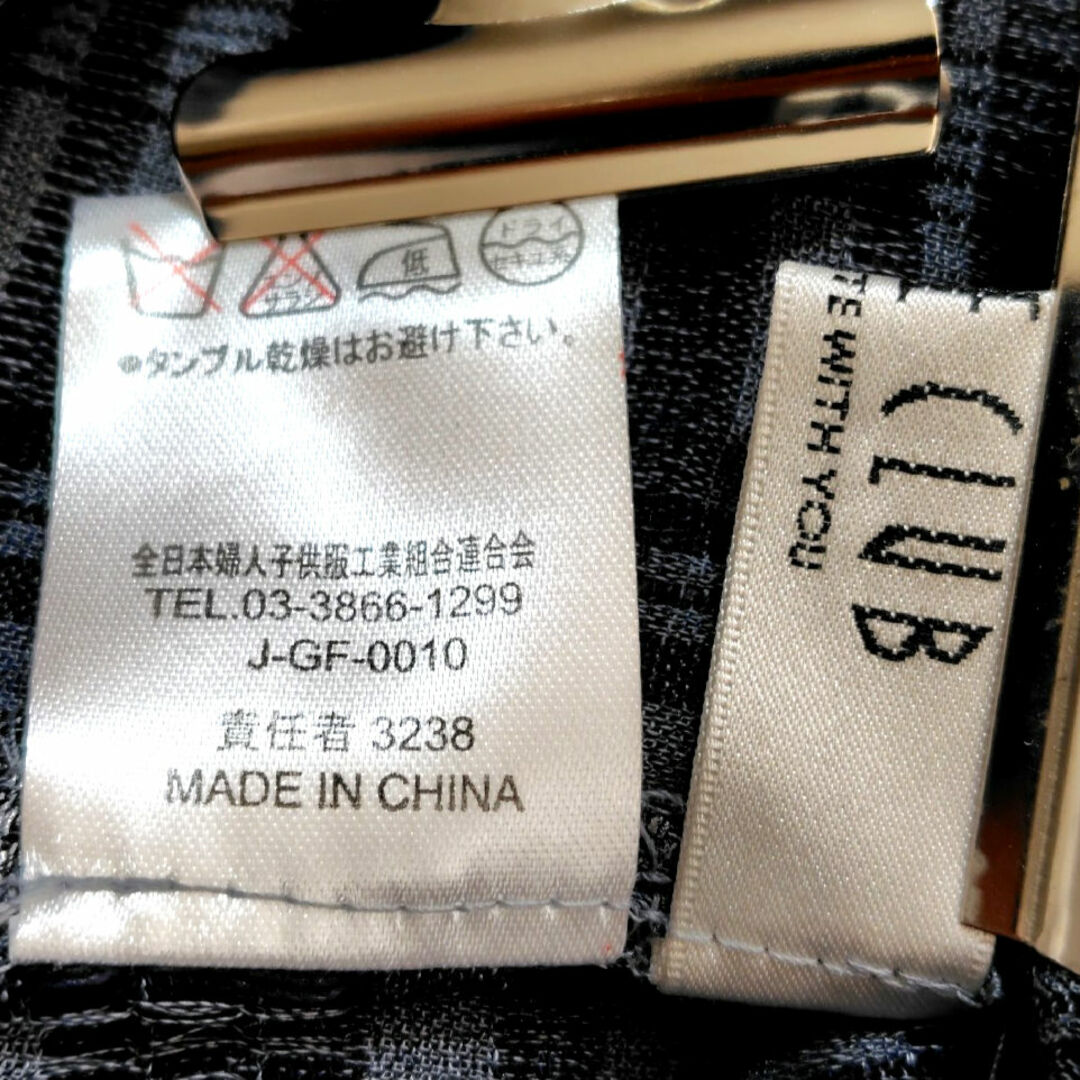 低
ドライ
セキユ系
●タンブル乾燥はお避け下さい。
全日本婦人子供服工業組合連合会
TEL.03-3866-1299
J-GF-0010
責任者 3238
MADE IN CHINA
CLUB
WITH YOU